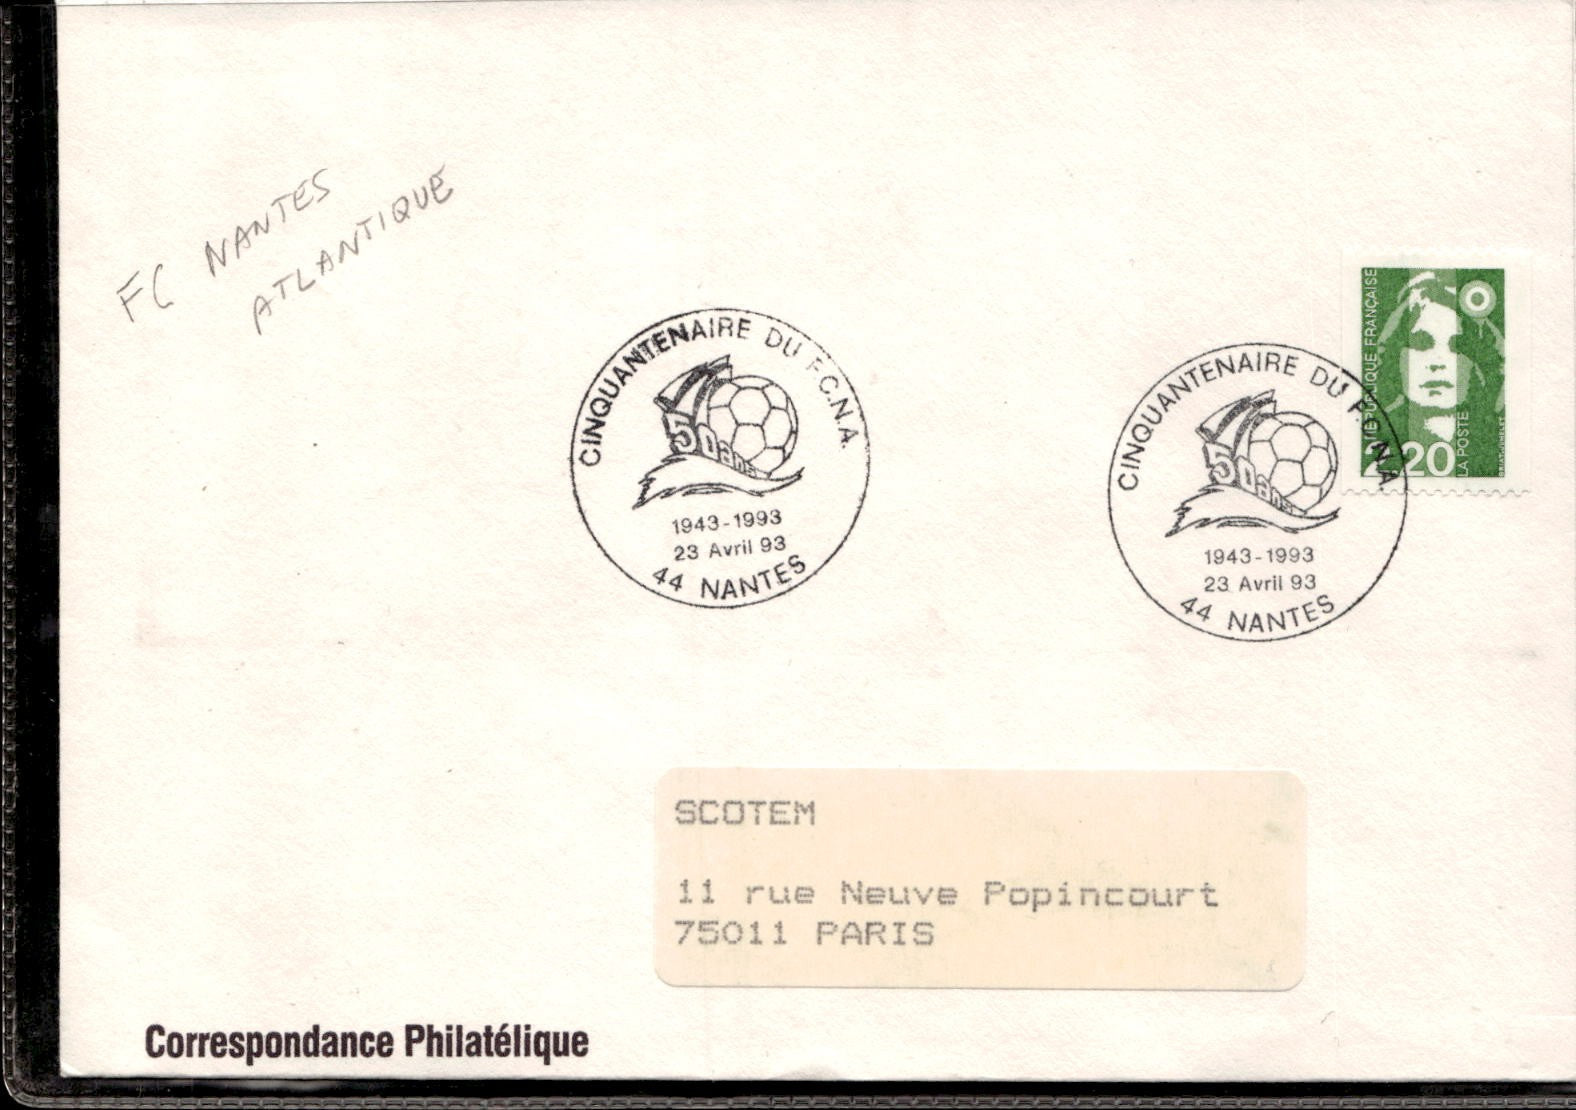 FC NANTES
ATLANTIQUE
CINQUANTENAIRE DU F.C.N.A.
50 ans
1943-1993
23 Avril 93
44 NANTES
CINQUANTENAIRE DU F. NA
50 ans
1943-1993
23 Avril 93
44 NANTES
RÉPUBLIQUE FRANÇAISE
2,20
LA POSTE
SCOTEM
11 rue Neuve Popincourt
75011 PARIS
Correspondance Philatélique